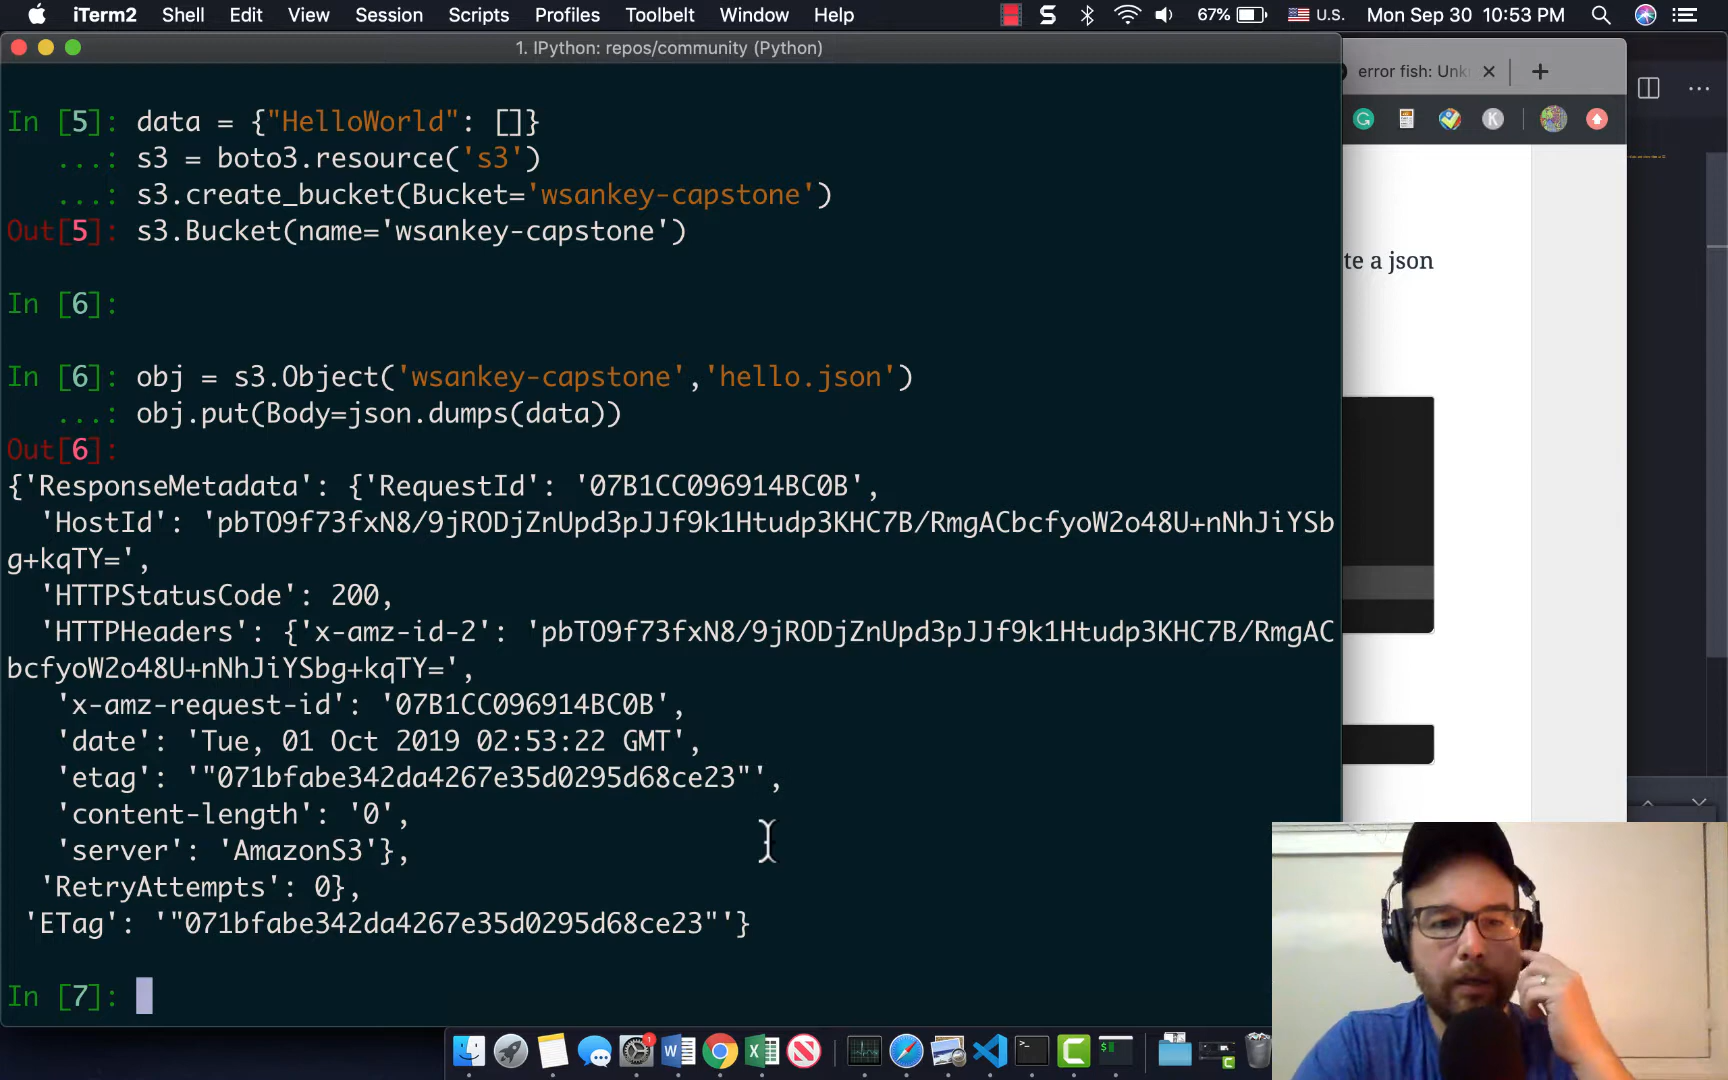 iTerm2 Shell Edit View Session Scripts Profiles Toolbelt Window Help 67% U.S. Mon Sep 30 10:53 PM
1. IPython: repos/community (Python)
error fish: Unk
In [5]: data = {"HelloWorld": []}
...: s3 = boto3.resource('s3')
...: s3.create_bucket(Bucket='wsankey-capstone')
Out[5]: s3.Bucket(name='wsankey-capstone')
te a json
In [6]:
In [6]: obj = s3.Object('wsankey-capstone','hello.json')
...: obj.put(Body=json.dumps(data))
Out[6]:
{'ResponseMetadata': {'RequestId': '07B1CC096914BC0B',
'HostId': 'pbTO9f73fxN8/9jRODjZnUpd3pJJf9k1Htudp3KHC7B/RmgACbcfyoW2o48U+nNhJiYSb
g+kqTY=',
'HTTPStatusCode': 200,
'HTTPHeaders': {'x-amz-id-2': 'pbTO9f73fxN8/9jRODjZnUpd3pJJf9k1Htudp3KHC7B/RmgAC
bcfyoW2o48U+nNhJiYSbg+kqTY=',
'x-amz-request-id': '07B1CC096914BC0B',
'date': 'Tue, 01 Oct 2019 02:53:22 GMT',
'etag': '"071bfabe342da4267e35d0295d68ce23"',
'content-length': '0',
'server': 'AmazonS3'},
'RetryAttempts': 0},
'ETag': '"071bfabe342da4267e35d0295d68ce23"'}
In [7]: